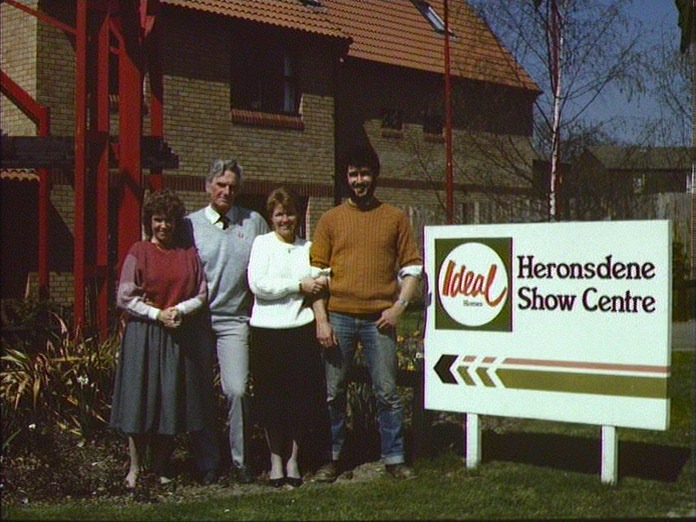 Ideal
Homes
Heronsdene
Show Centre